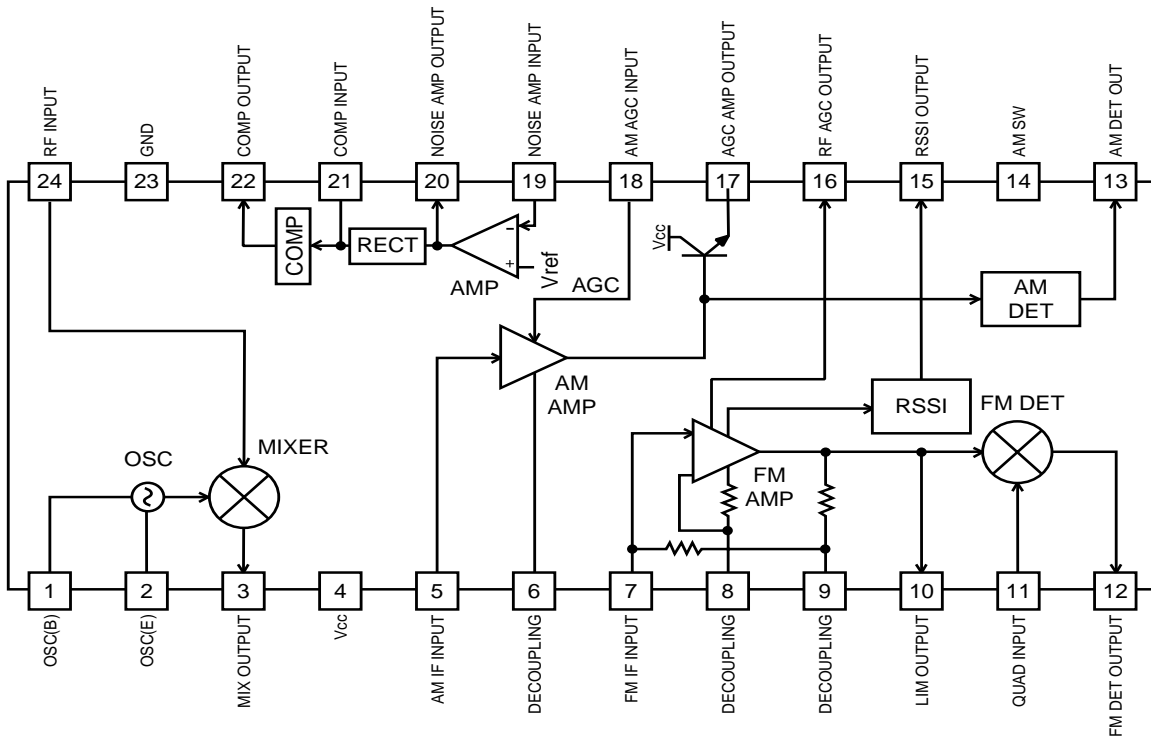 RF INPUT
GND
COMP OUTPUT
COMP INPUT
NOISE AMP OUTPUT
NOISE AMP INPUT
AM AGC INPUT
AGC AMP OUTPUT
RF AGC OUTPUT
RSSI OUTPUT
AM SW
AM DET OUT
24 23 22 21 20 19 18 17 16 15 14 13
COMP
RECT
AMP
−
+
Vref
AGC
Vcc
AM
DET
AM
AMP
RSSI
FM DET
FM
AMP
OSC
MIXER
1 2 3 4 5 6 7 8 9 10 11 12
OSC(B)
OSC(E)
MIX OUTPUT
Vcc
AM IF INPUT
DECOUPLING
FM IF INPUT
DECOUPLING
DECOUPLING
LIM OUTPUT
QUAD INPUT
FM DET OUTPUT